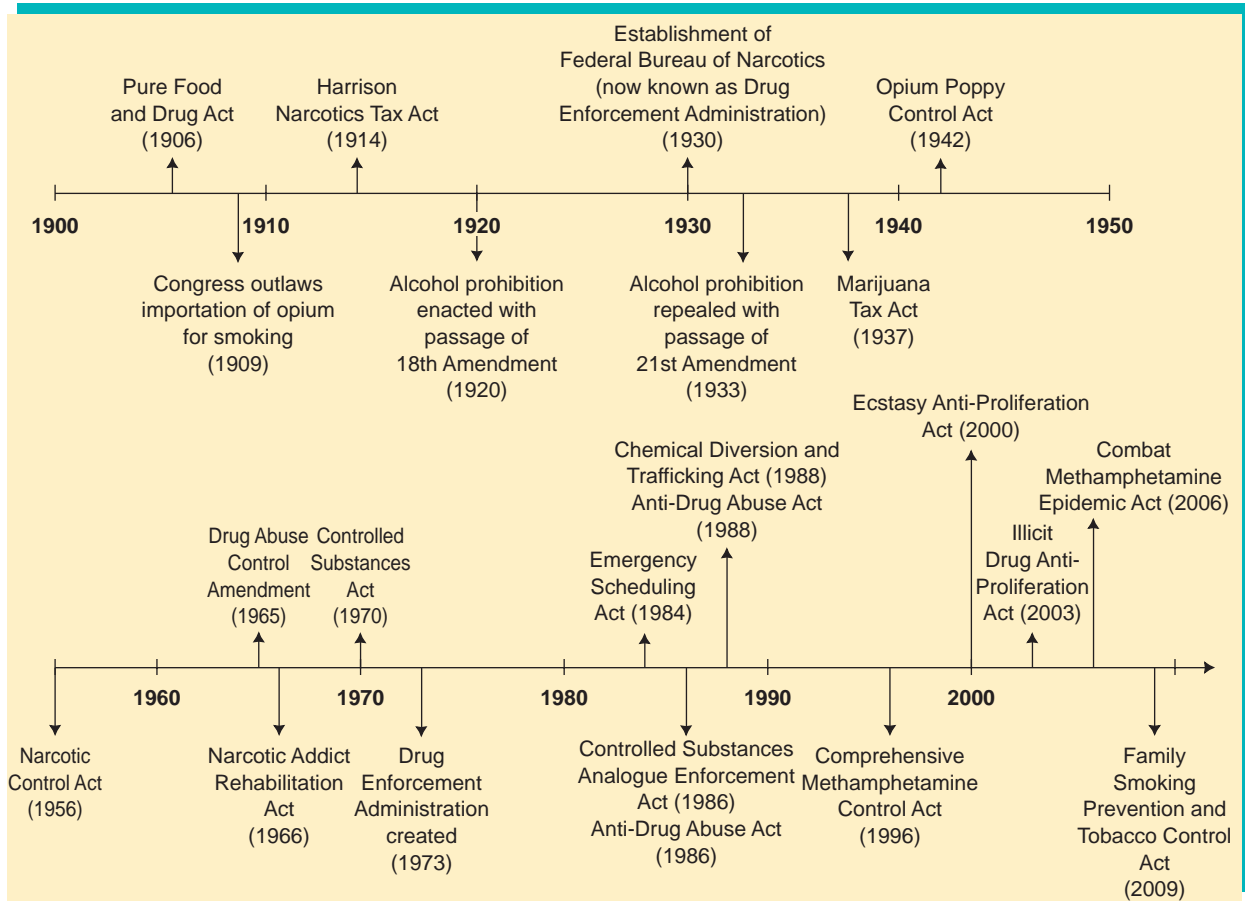 Pure Food
and Drug Act
(1906)
Harrison
Narcotics Tax Act
(1914)
Establishment of
Federal Bureau of Narcotics
(now known as Drug
Enforcement Administration)
(1930)
Opium Poppy
Control Act
(1942)
1900
1910
1920
1930
1940
1950
Congress outlaws
importation of opium
for smoking
(1909)
Alcohol prohibition
enacted with
passage of
18th Amendment
(1920)
Alcohol prohibition
repealed with
passage of
21st Amendment
(1933)
Marijuana
Tax Act
(1937)
Drug Abuse
Control
Amendment
(1965)
Controlled
Substances
Act
(1970)
Emergency
Scheduling
Act (1984)
Chemical Diversion and
Trafficking Act (1988)
Anti-Drug Abuse Act
(1988)
Ecstasy Anti-Proliferation
Act (2000)
Illicit
Drug Anti-
Proliferation
Act (2003)
Combat
Methamphetamine
Epidemic Act (2006)
1960
1970
1980
1990
2000
Narcotic
Control Act
(1956)
Narcotic Addict
Rehabilitation
Act
(1966)
Drug
Enforcement
Administration
created
(1973)
Controlled Substances
Analogue Enforcement
Act (1986)
Anti-Drug Abuse Act
(1986)
Comprehensive
Methamphetamine
Control Act
(1996)
Family
Smoking
Prevention and
Tobacco Control
Act
(2009)